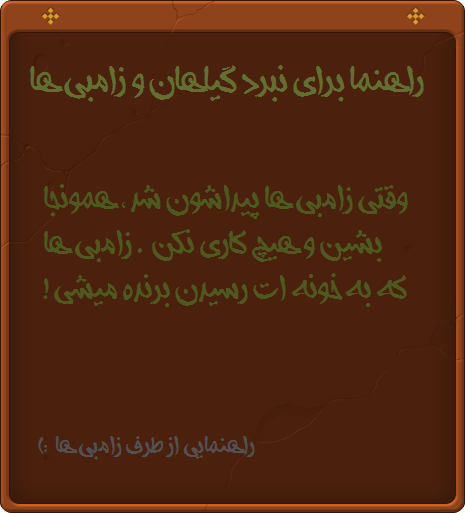 راهنما برای نبرد گیاهان و زامبی‌ها
وقتی زامبی‌ها پیداشون شد ، همونجا
بشین و هیچ کاری نکن . زامبی‌ها
که به خونه ات رسیدن برنده میشی !
راهنمایی از طرف زامبی‌ها :)